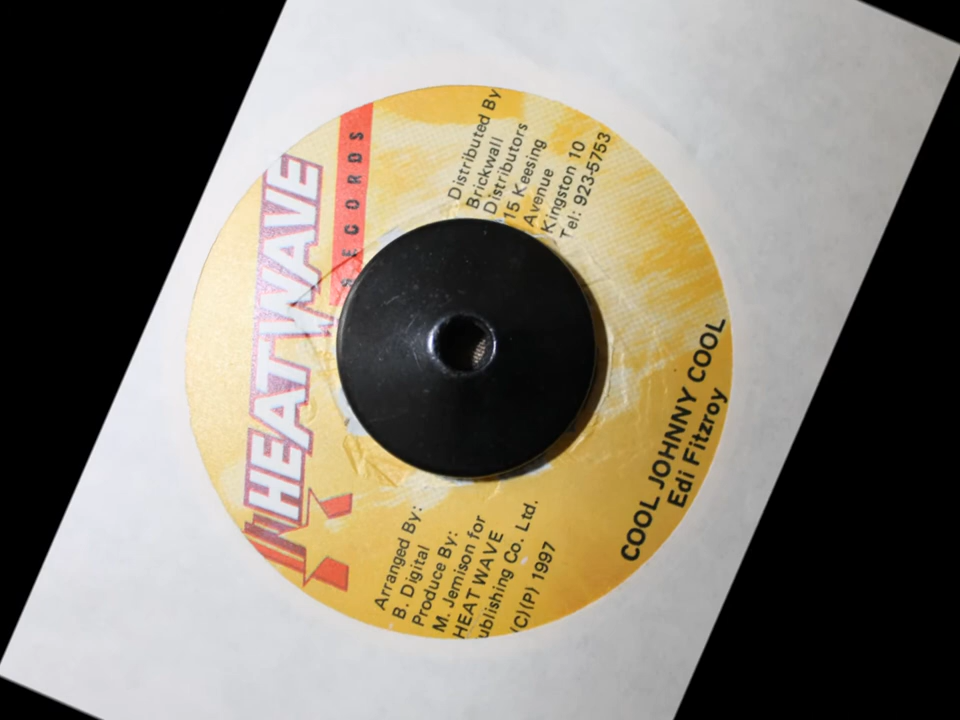 HEATWAVE
RECORDS
Arranged By:
B. Digital
Produce By:
M. Jemison for
HEAT WAVE
ublishing Co. Ltd.
(C)(P) 1997
Distributed By
Brickwall
Distributors
15 Keesing
Avenue
Kingston 10
Tel: 923-5753
COOL JOHNNY COOL
Edi Fitzroy